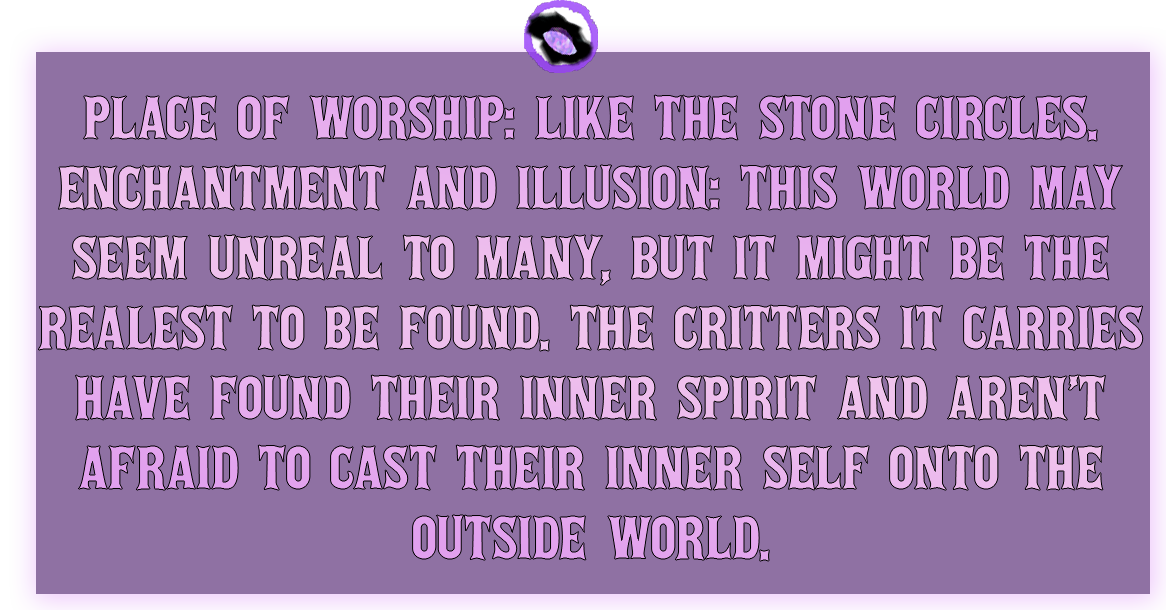 PLACE OF WORSHIP: LIKE THE STONE CIRCLES.
ENCHANTMENT AND ILLUSION: THIS WORLD MAY
SEEM UNREAL TO MANY, BUT IT MIGHT BE THE
REALEST TO BE FOUND. THE CRITTERS IT CARRIES
HAVE FOUND THEIR INNER SPIRIT AND AREN'T
AFRAID TO CAST THEIR INNER SELF ONTO THE
OUTSIDE WORLD.